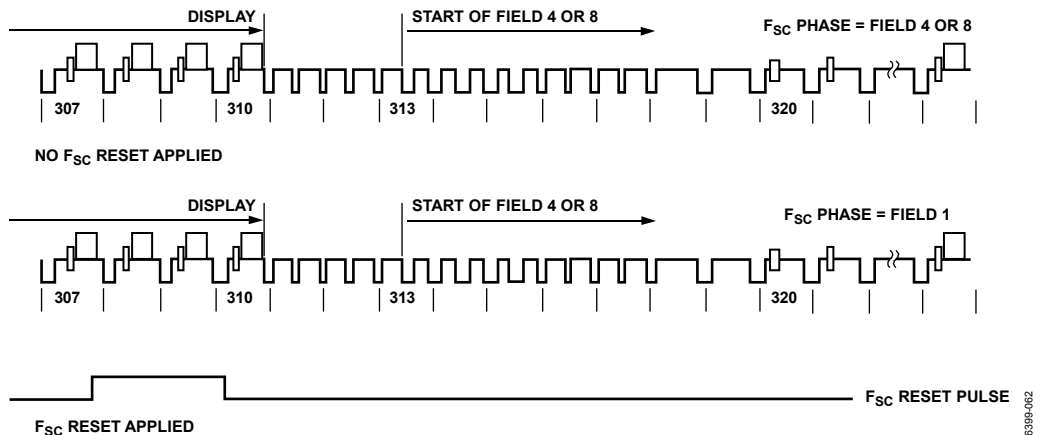 DISPLAY
START OF FIELD 4 OR 8
FSC PHASE = FIELD 4 OR 8
307 310 313 320
NO FSC RESET APPLIED
DISPLAY
START OF FIELD 4 OR 8
FSC PHASE = FIELD 1
307 310 313 320
FSC RESET PULSE
FSC RESET APPLIED
6399-062